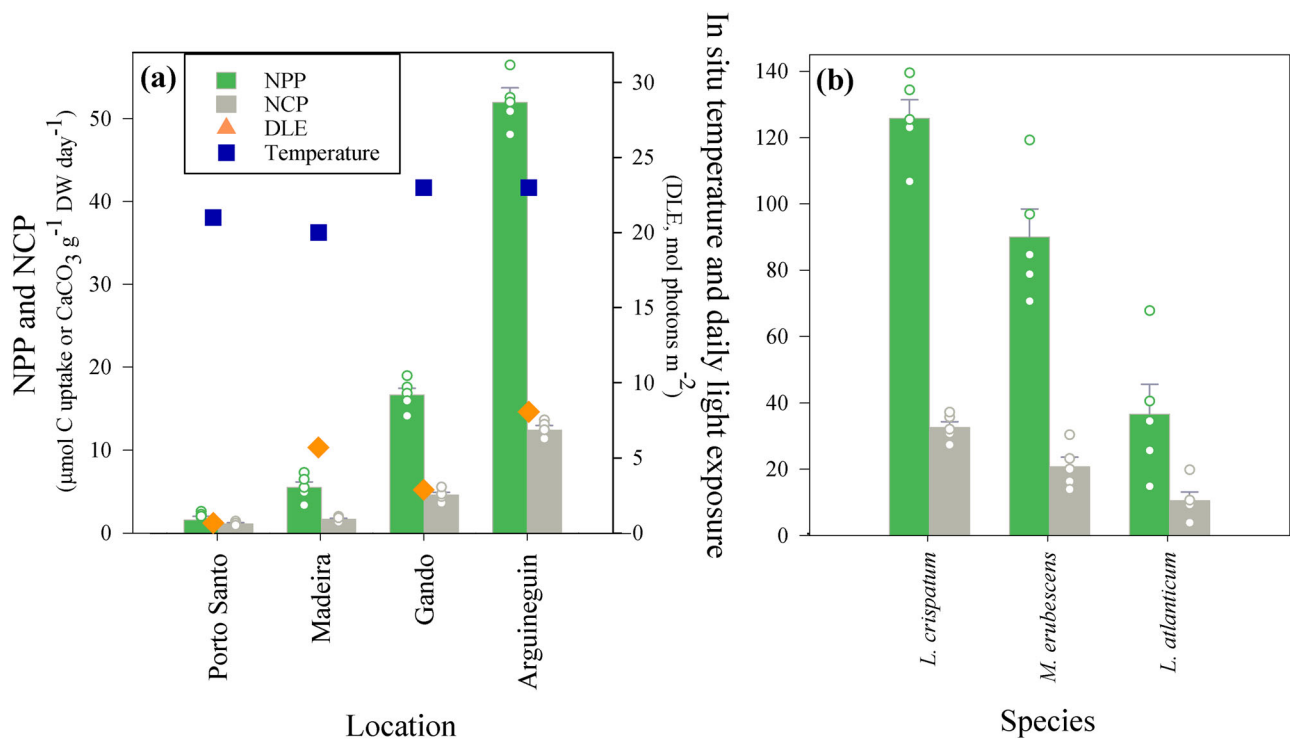 (a)
NPP
NCP
DLE
Temperature
NPP and NCP
(μmol C uptake or CaCO₃ g⁻¹ DW day⁻¹)
50
40
30
20
10
0
30
25
20
15
10
5
0
In situ temperature and daily light exposure
(DLE, mol photons m⁻²)
Porto Santo
Madeira
Gando
Arguineguin
Location
(b)
140
120
100
80
60
40
20
0
L. crispatum
M. erubescens
L. atlanticum
Species